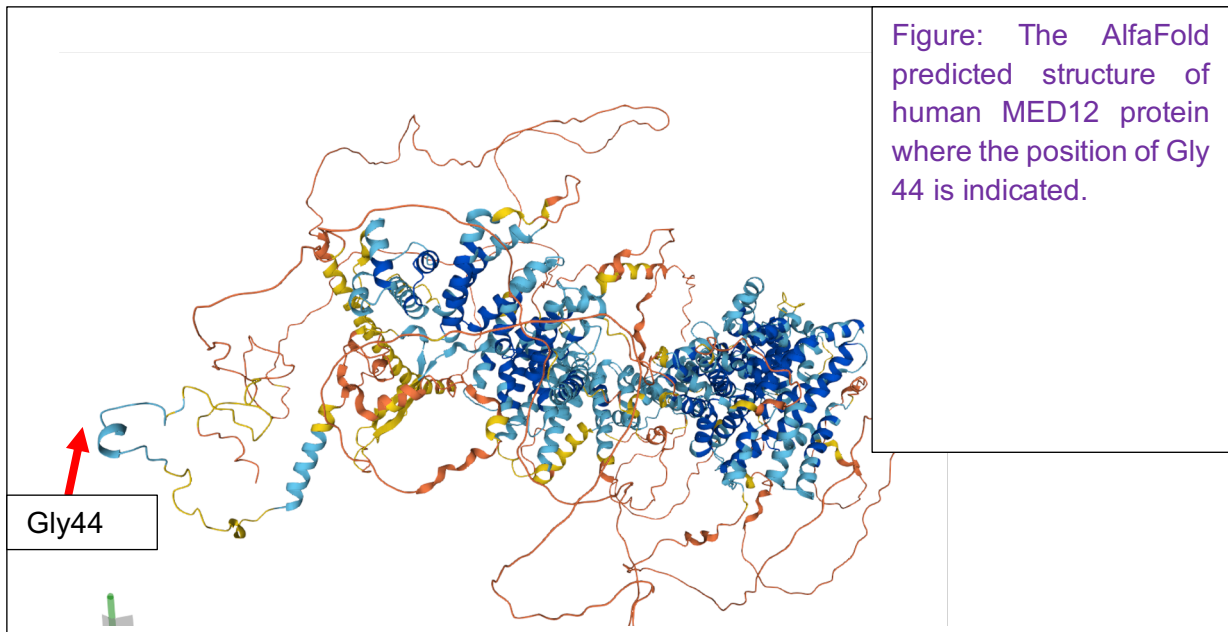 Figure: The AlfaFold
predicted structure of
human MED12 protein
where the position of Gly
44 is indicated.
Gly44